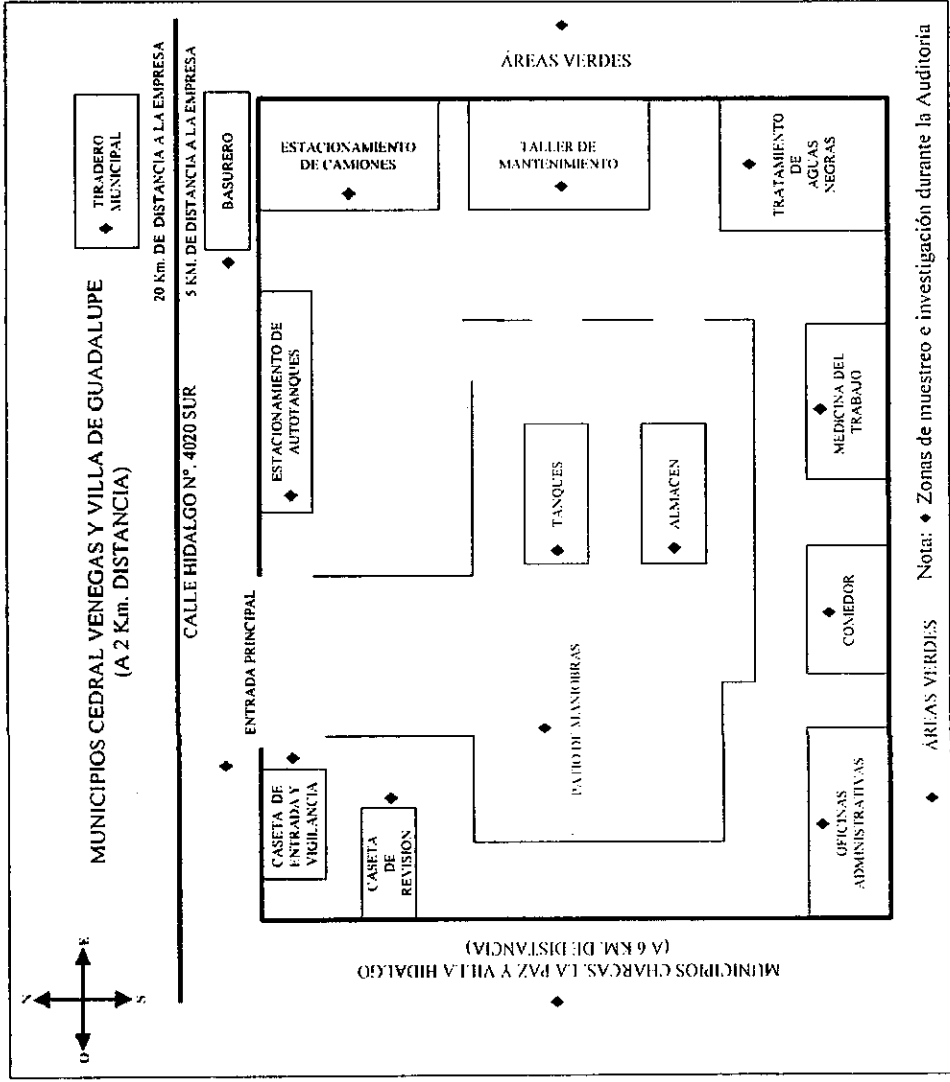 N
O
E
S
MUNICIPIOS CEDRAL VENEGAS Y VILLA DE GUADALUPE
(A 2 Km. DISTANCIA)
TIRADERO
MUNICIPAL
20 Km. DE DISTANCIA A LA EMPRESA
CALLE HIDALGO Nº. 4020 SUR
5 KM. DE DISTANCIA A LA EMPRESA
BASURERO
ENTRADA PRINCIPAL
CASETA DE
ENTRADA Y
VIGILANCIA
ESTACIONAMIENTO DE
AUTOTANQUES
ESTACIONAMIENTO
DE CAMIONES
CASETA
DE
REVISION
MUNICIPIOS CHARCAS, LA PAZ Y VILLA HIDALGO
(A 6 KM. DE DISTANCIA)
PATIO DE MANIOBRAS
TANQUES
ALMACEN
TALLER DE
MANTENIMIENTO
ÁREAS VERDES
OFICINAS
ADMINISTRATIVAS
COMEDOR
MEDICINA DEL
TRABAJO
TRATAMIENTO
DE
AGUAS
NEGRAS
ÁREAS VERDES
Nota: ♦ Zonas de muestreo e investigación durante la Auditoria